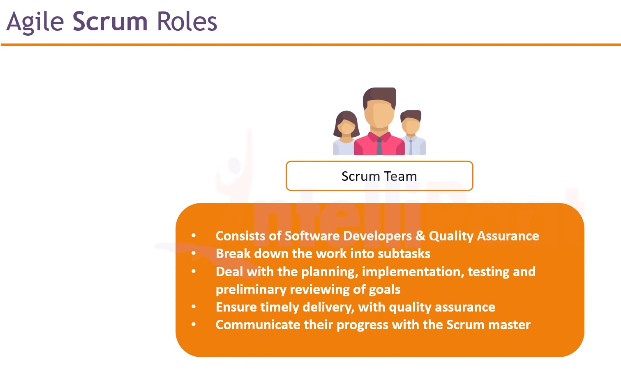 Agile Scrum Roles
Scrum Team
• Consists of Software Developers & Quality Assurance
• Break down the work into subtasks
• Deal with the planning, implementation, testing and
preliminary reviewing of goals
• Ensure timely delivery, with quality assurance
• Communicate their progress with the Scrum master